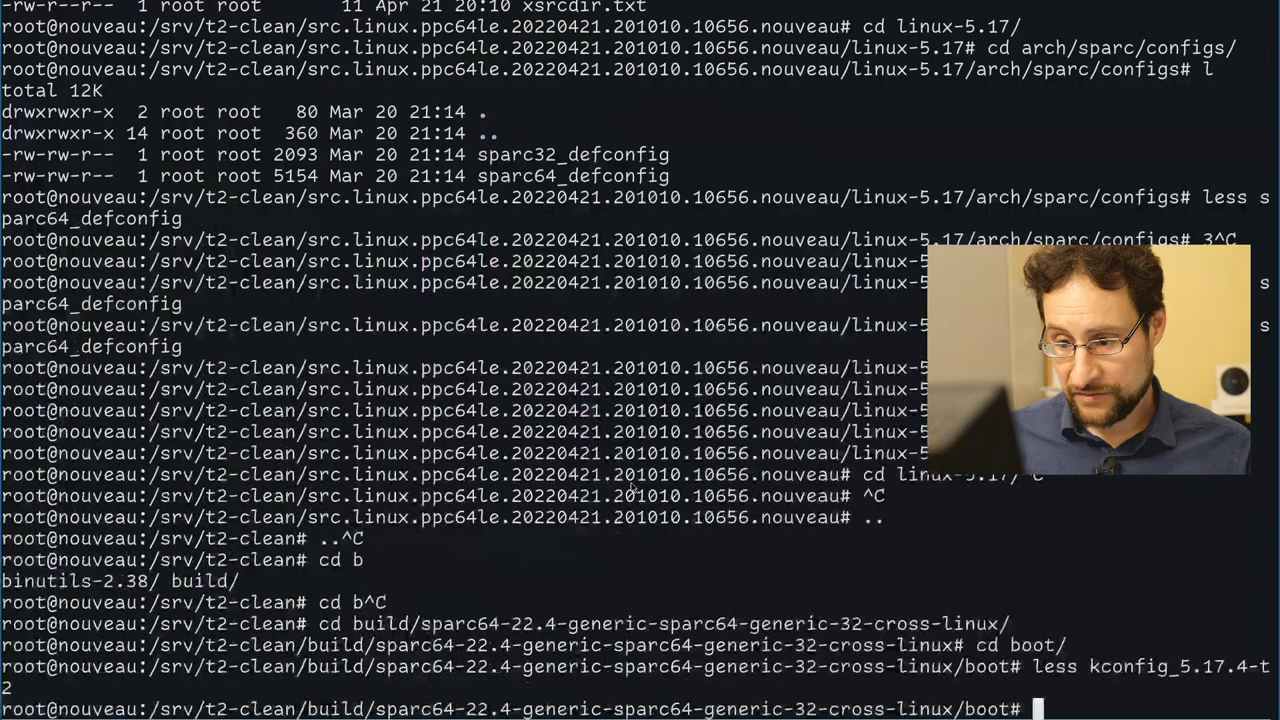 -rw-r--r-- 1 root root 11 Apr 21 20:10 xsrcdir.txt
root@nouveau:/srv/t2-clean/src.linux.ppc64le.20220421.201010.10656.nouveau# cd linux-5.17/
root@nouveau:/srv/t2-clean/src.linux.ppc64le.20220421.201010.10656.nouveau/linux-5.17# cd arch/sparc/configs/
root@nouveau:/srv/t2-clean/src.linux.ppc64le.20220421.201010.10656.nouveau/linux-5.17/arch/sparc/configs# l
total 12K
drwxrwxr-x 2 root root 80 Mar 20 21:14 .
drwxrwxr-x 14 root root 360 Mar 20 21:14 ..
-rw-rw-r-- 1 root root 2093 Mar 20 21:14 sparc32_defconfig
-rw-rw-r-- 1 root root 5154 Mar 20 21:14 sparc64_defconfig
root@nouveau:/srv/t2-clean/src.linux.ppc64le.20220421.201010.10656.nouveau/linux-5.17/arch/sparc/configs# less s
parc64_defconfig
root@nouveau:/srv/t2-clean/src.linux.ppc64le.20220421.201010.10656.nouveau/linux-5.17/arch/sparc/configs# 3^C
root@nouveau:/srv/t2-clean/src.linux.ppc64le.20220421.201010.10656.nouveau/linux-5
root@nouveau:/srv/t2-clean/src.linux.ppc64le.20220421.201010.10656.nouveau/linux-5 s
parc64_defconfig
root@nouveau:/srv/t2-clean/src.linux.ppc64le.20220421.201010.10656.nouveau/linux-5 s
parc64_defconfig
root@nouveau:/srv/t2-clean/src.linux.ppc64le.20220421.201010.10656.nouveau/linux-5
root@nouveau:/srv/t2-clean/src.linux.ppc64le.20220421.201010.10656.nouveau/linux-5
root@nouveau:/srv/t2-clean/src.linux.ppc64le.20220421.201010.10656.nouveau/linux-5
root@nouveau:/srv/t2-clean/src.linux.ppc64le.20220421.201010.10656.nouveau/linux-5
root@nouveau:/srv/t2-clean/src.linux.ppc64le.20220421.201010.10656.nouveau/linux-5
root@nouveau:/srv/t2-clean/src.linux.ppc64le.20220421.201010.10656.nouveau# cd linux-5.17/^C
root@nouveau:/srv/t2-clean/src.linux.ppc64le.20220421.201010.10656.nouveau# ^C
root@nouveau:/srv/t2-clean/src.linux.ppc64le.20220421.201010.10656.nouveau# ..
root@nouveau:/srv/t2-clean# ..^C
root@nouveau:/srv/t2-clean# cd b
binutils-2.38/ build/
root@nouveau:/srv/t2-clean# cd b^C
root@nouveau:/srv/t2-clean# cd build/sparc64-22.4-generic-sparc64-generic-32-cross-linux/
root@nouveau:/srv/t2-clean/build/sparc64-22.4-generic-sparc64-generic-32-cross-linux# cd boot/
root@nouveau:/srv/t2-clean/build/sparc64-22.4-generic-sparc64-generic-32-cross-linux/boot# less kconfig_5.17.4-t
2
root@nouveau:/srv/t2-clean/build/sparc64-22.4-generic-sparc64-generic-32-cross-linux/boot#